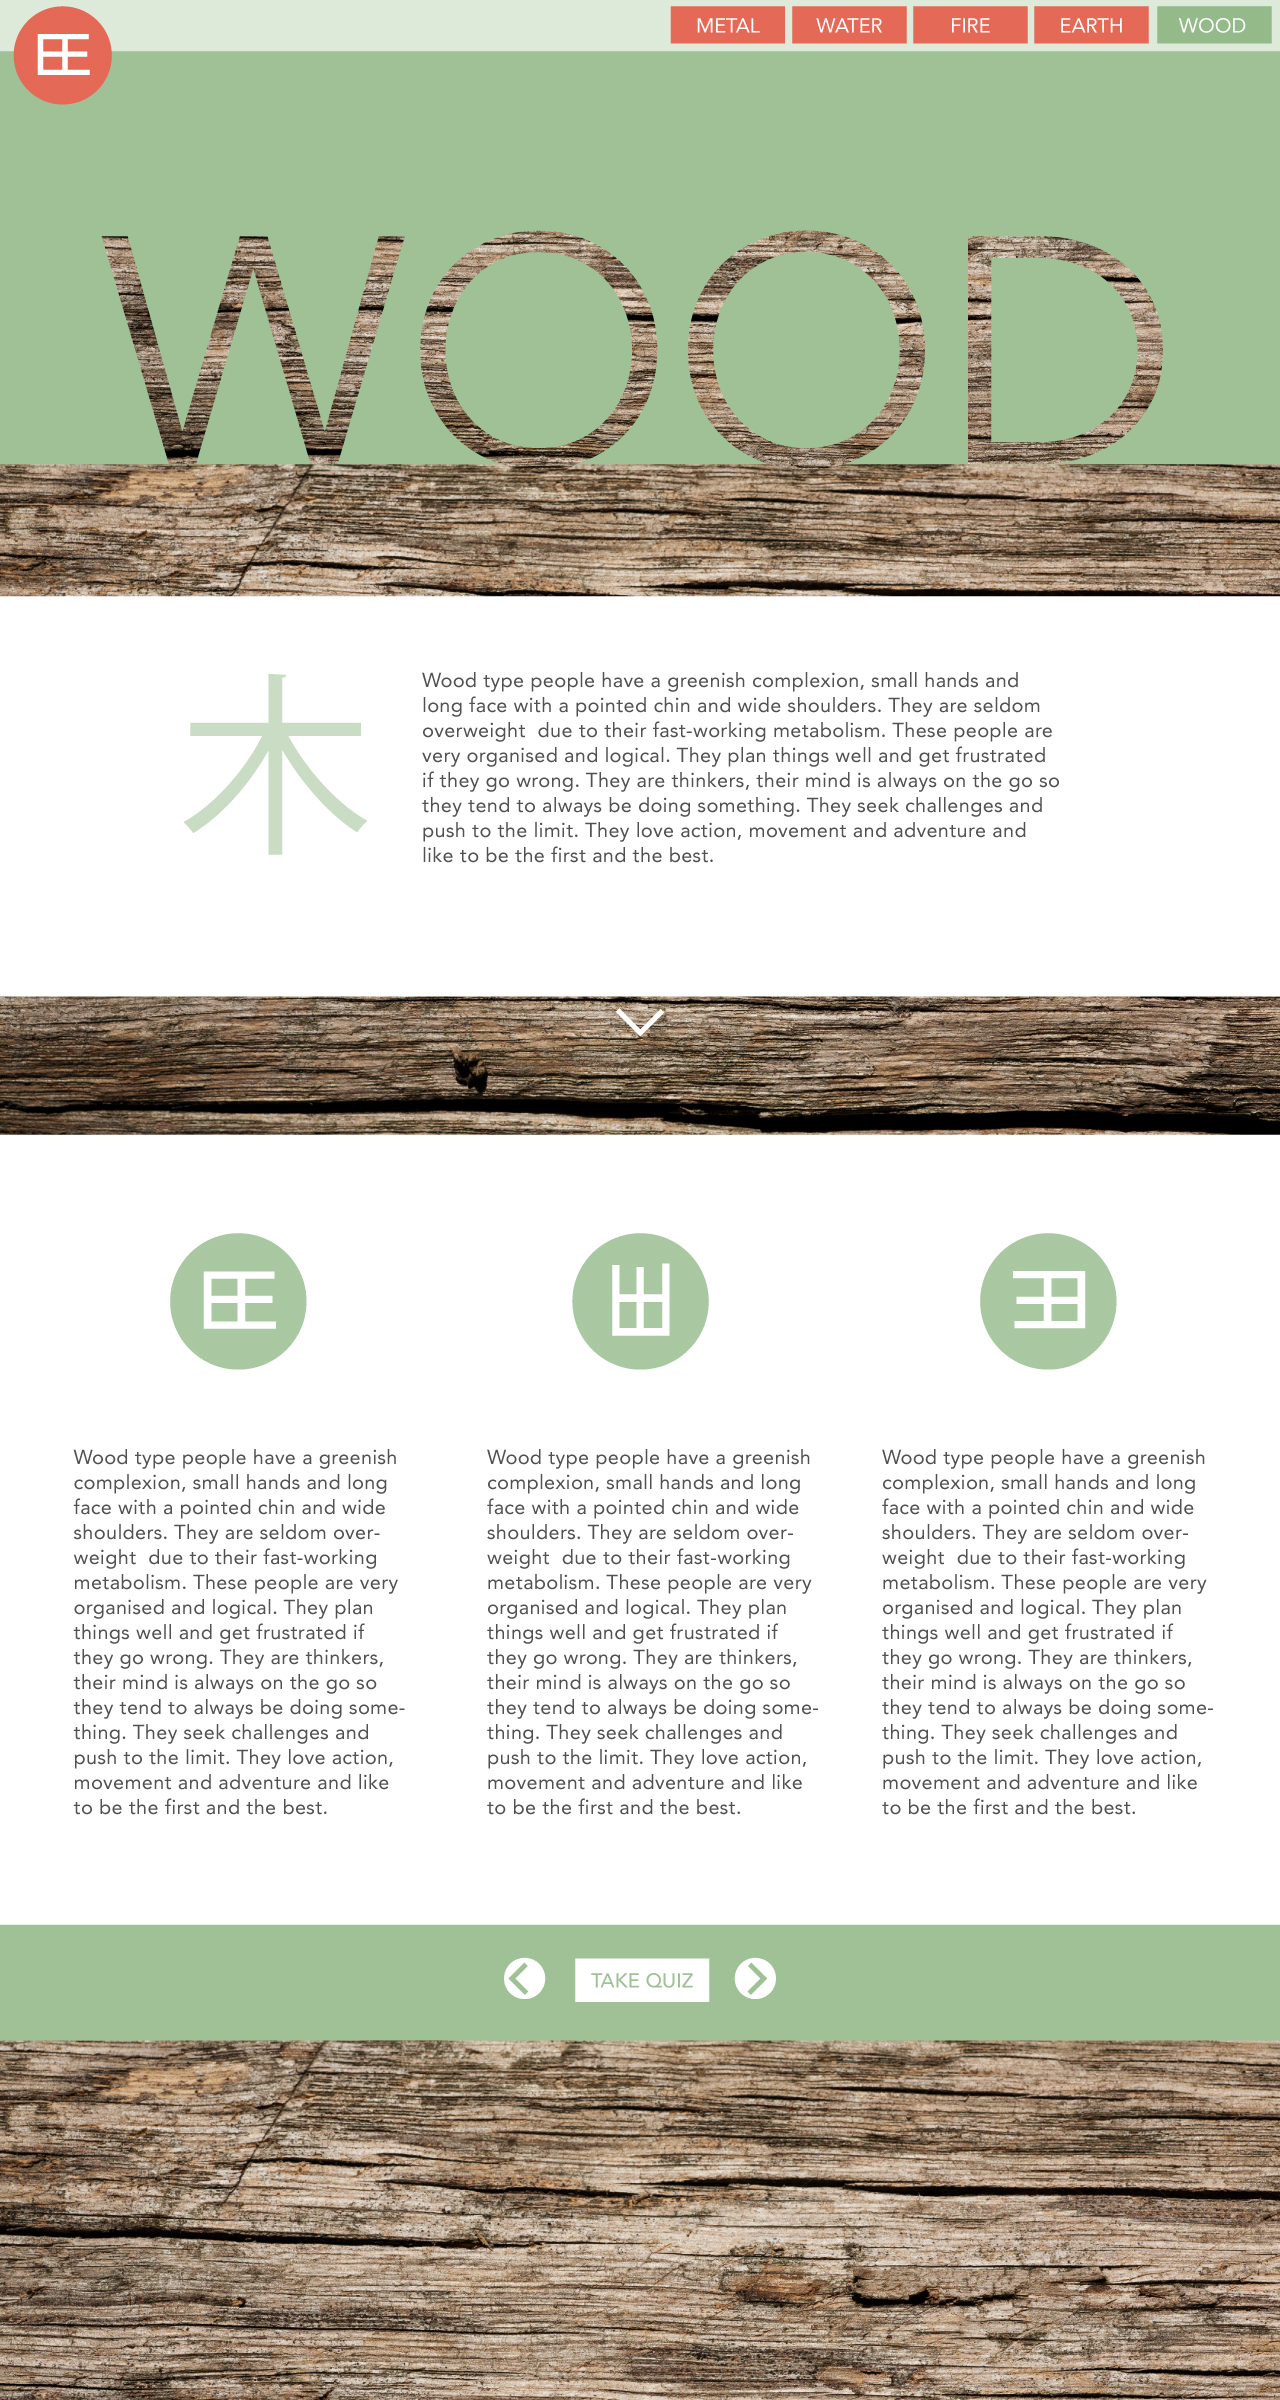 METAL WATER FIRE EARTH WOOD
WOOD
木
Wood type people have a greenish complexion, small hands and
long face with a pointed chin and wide shoulders. They are seldom
overweight  due to their fast-working metabolism. These people are
very organised and logical. They plan things well and get frustrated
if they go wrong. They are thinkers, their mind is always on the go so
they tend to always be doing something. They seek challenges and
push to the limit. They love action, movement and adventure and
like to be the first and the best.
Wood type people have a greenish
complexion, small hands and long
face with a pointed chin and wide
shoulders. They are seldom over-
weight  due to their fast-working
metabolism. These people are very
organised and logical. They plan
things well and get frustrated if
they go wrong. They are thinkers,
their mind is always on the go so
they tend to always be doing some-
thing. They seek challenges and
push to the limit. They love action,
movement and adventure and like
to be the first and the best.
Wood type people have a greenish
complexion, small hands and long
face with a pointed chin and wide
shoulders. They are seldom over-
weight  due to their fast-working
metabolism. These people are very
organised and logical. They plan
things well and get frustrated if
they go wrong. They are thinkers,
their mind is always on the go so
they tend to always be doing some-
thing. They seek challenges and
push to the limit. They love action,
movement and adventure and like
to be the first and the best.
Wood type people have a greenish
complexion, small hands and long
face with a pointed chin and wide
shoulders. They are seldom over-
weight  due to their fast-working
metabolism. These people are very
organised and logical. They plan
things well and get frustrated if
they go wrong. They are thinkers,
their mind is always on the go so
they tend to always be doing some-
thing. They seek challenges and
push to the limit. They love action,
movement and adventure and like
to be the first and the best.
TAKE QUIZ